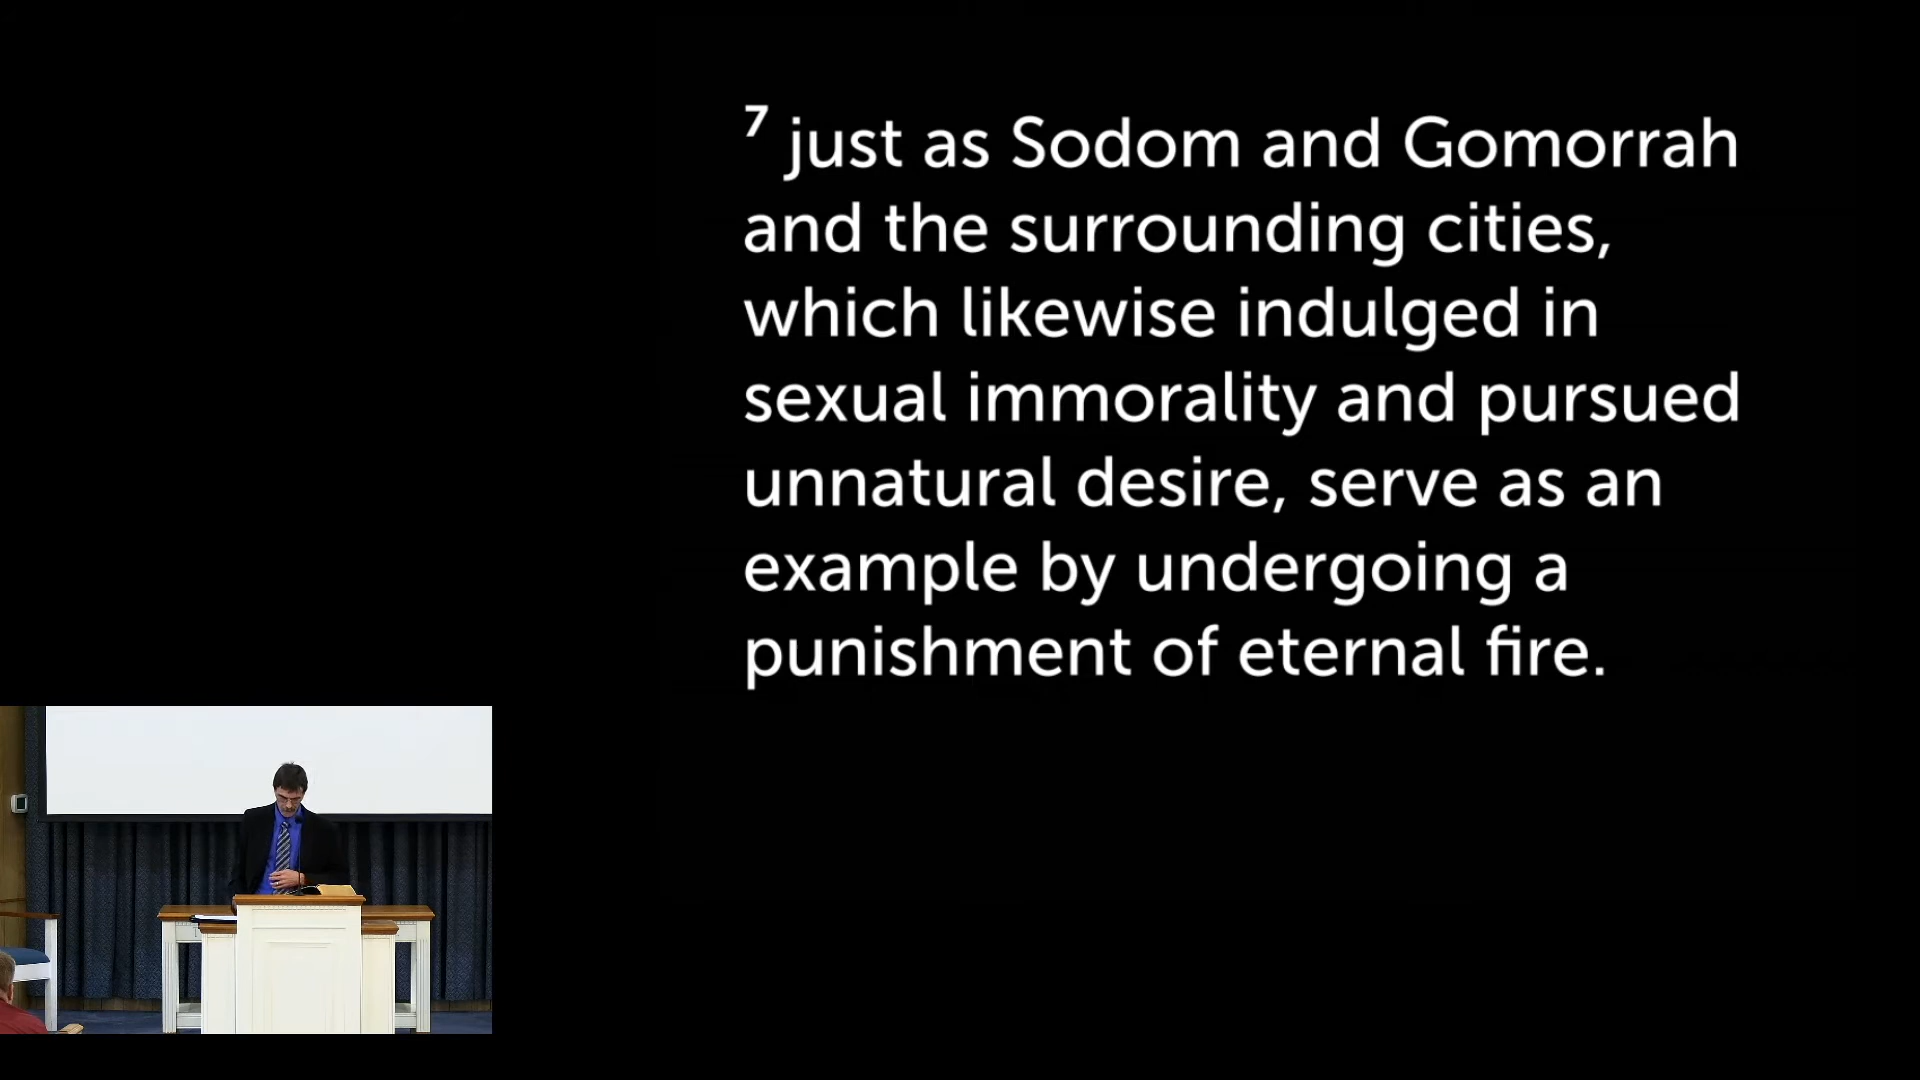 7 just as Sodom and Gomorrah
and the surrounding cities,
which likewise indulged in
sexual immorality and pursued
unnatural desire, serve as an
example by undergoing a
punishment of eternal fire.